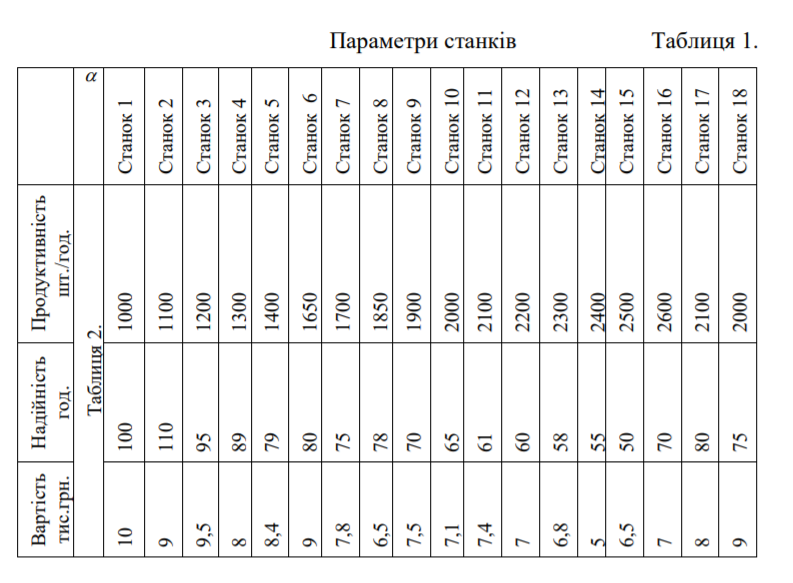 Параметри станків Таблиця 1.
α Станок 1 Станок 2 Станок 3 Станок 4 Станок 5 Станок 6 Станок 7 Станок 8 Станок 9 Станок 10 Станок 11 Станок 12 Станок 13 Станок 14 Станок 15 Станок 16 Станок 17 Станок 18
Продуктивність
шт./год.
1000 1100 1200 1300 1400 1650 1700 1850 1900 2000 2100 2200 2300 2400 2500 2600 2100 2000
Таблиця 2.
Надійність
год.
100 110 95 89 79 80 75 78 70 65 61 60 58 55 50 70 80 75
Вартість
тис.грн.
10 9 9,5 8 8,4 9 7,8 6,5 7,5 7,1 7,4 7 6,8 5 6,5 7 8 9